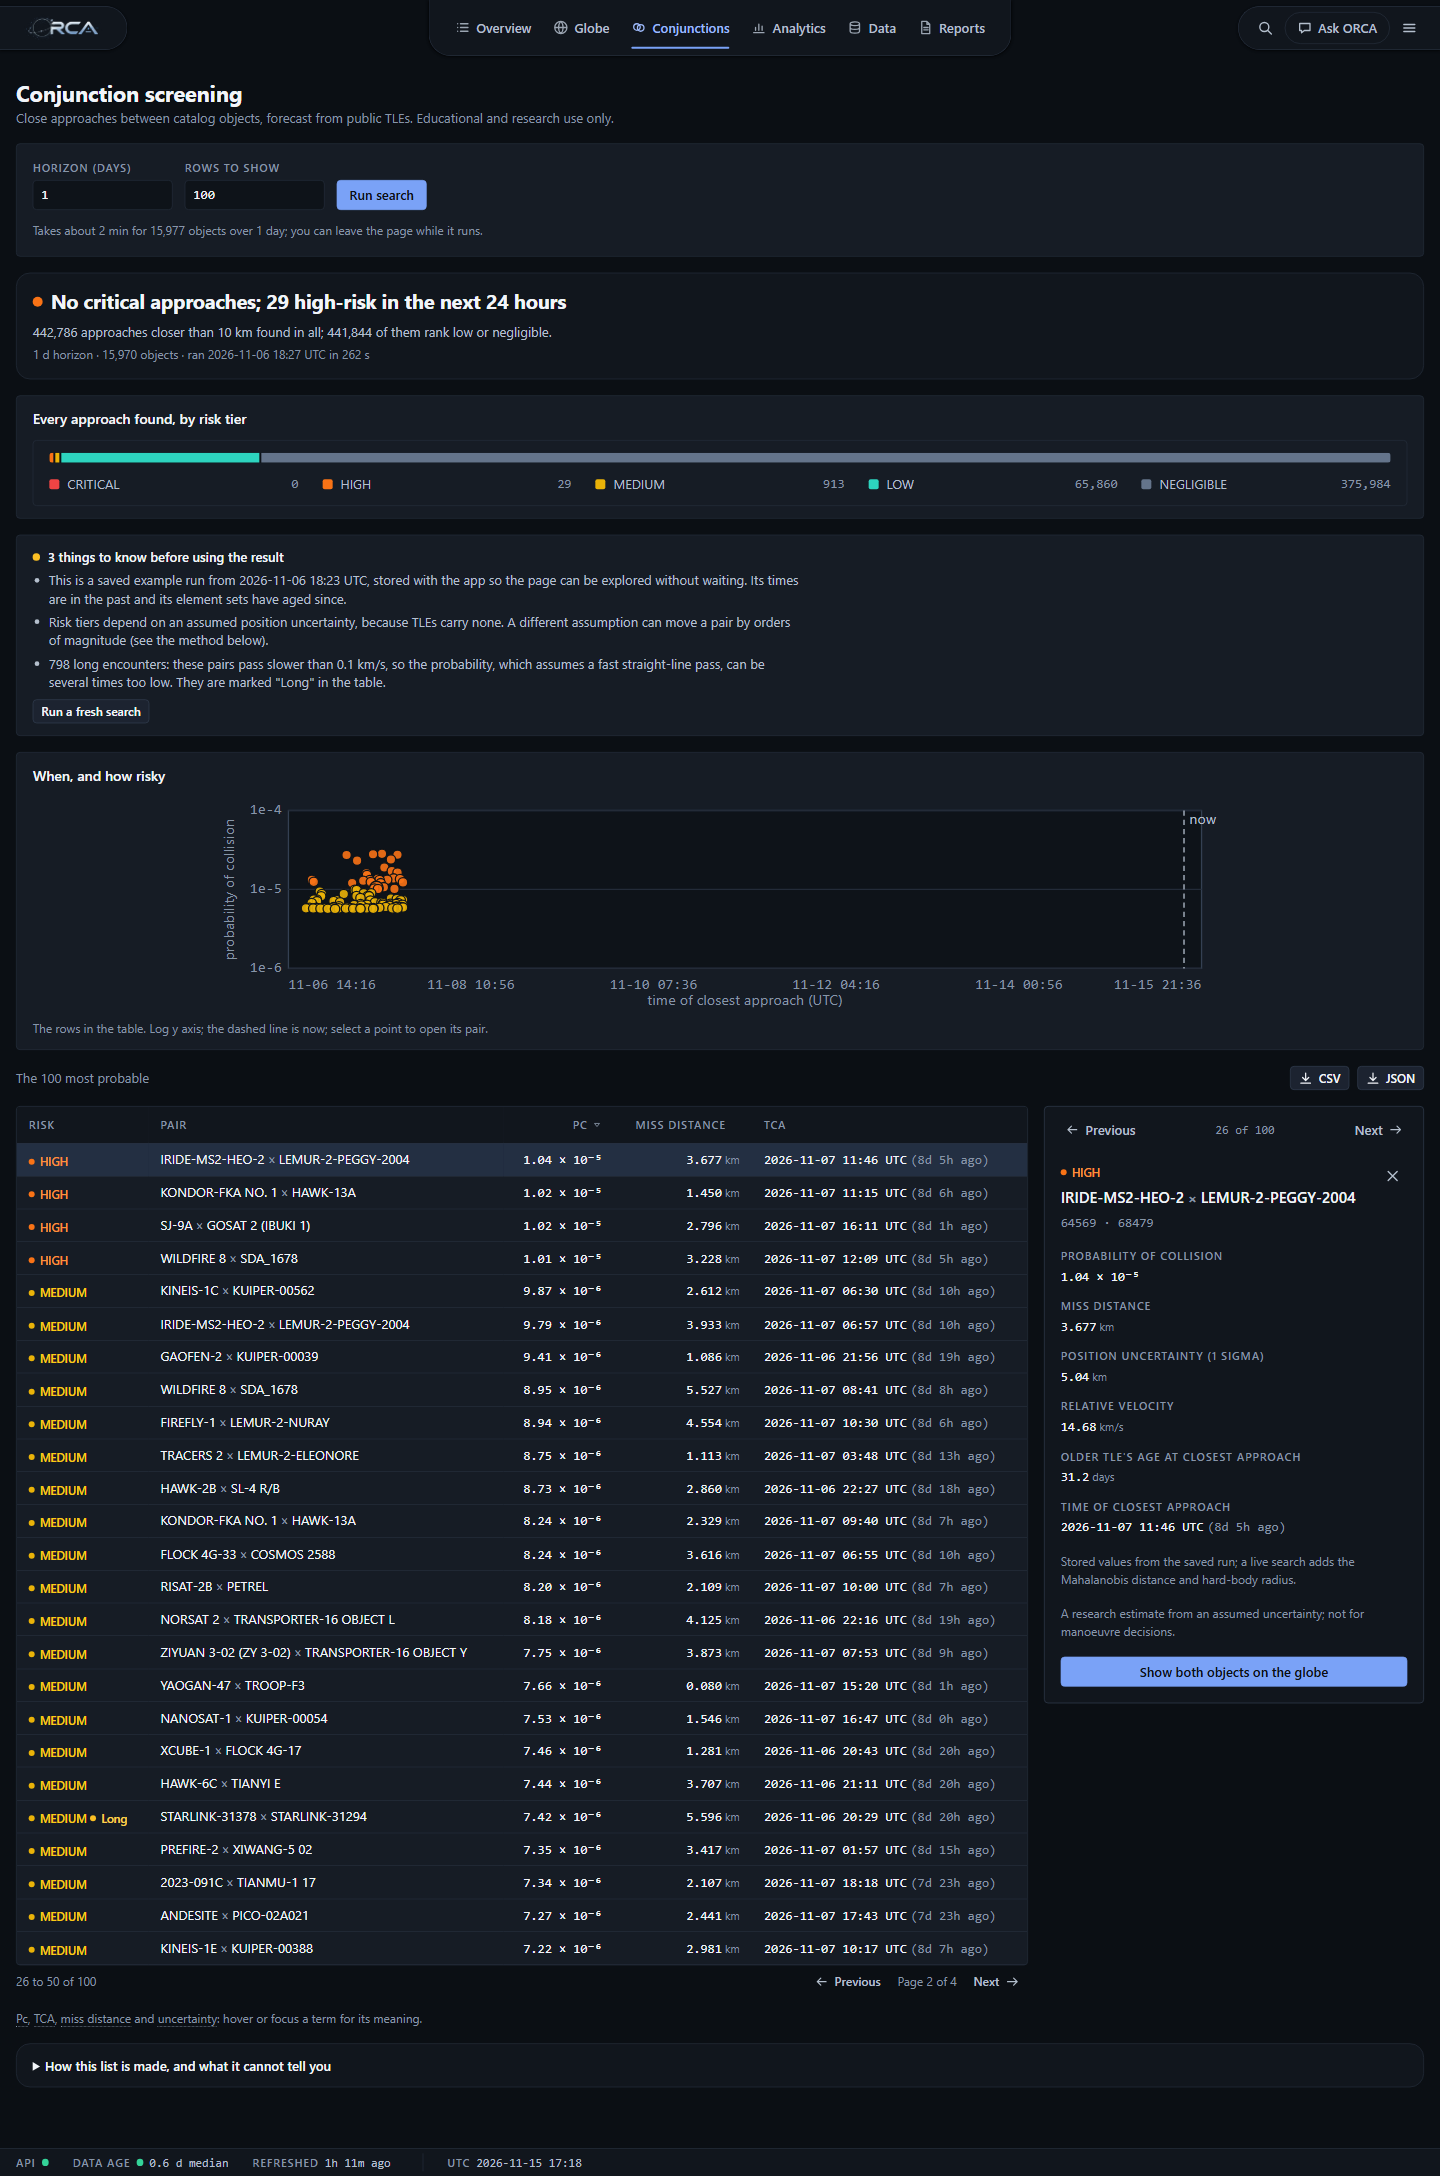 ORCA
Overview
Globe
Conjunctions
Analytics
Data
Reports
Ask ORCA
Conjunction screening
Close approaches between catalog objects, forecast from public TLEs. Educational and research use only.
HORIZON (DAYS)
ROWS TO SHOW
1
100
Run search
Takes about 2 min for 15,977 objects over 1 day; you can leave the page while it runs.
No critical approaches; 29 high-risk in the next 24 hours
442,786 approaches closer than 10 km found in all; 441,844 of them rank low or negligible.
1 d horizon · 15,970 objects · ran 2026-11-06 18:27 UTC in 262 s
Every approach found, by risk tier
CRITICAL 0
HIGH 29
MEDIUM 913
LOW 65,860
NEGLIGIBLE 375,984
3 things to know before using the result
• This is a saved example run from 2026-11-06 18:23 UTC, stored with the app so the page can be explored without waiting. Its times
are in the past and its element sets have aged since.
• Risk tiers depend on an assumed position uncertainty, because TLEs carry none. A different assumption can move a pair by orders
of magnitude (see the method below).
• 798 long encounters: these pairs pass slower than 0.1 km/s, so the probability, which assumes a fast straight-line pass, can be
several times too low. They are marked "Long" in the table.
Run a fresh search
When, and how risky
probability of collision
1e-4
1e-5
1e-6
now
11-06 14:16
11-08 10:56
11-10 07:36
11-12 04:16
11-14 00:56
11-15 21:36
time of closest approach (UTC)
The rows in the table. Log y axis; the dashed line is now; select a point to open its pair.
The 100 most probable
CSV
JSON
RISK PAIR PC MISS DISTANCE TCA
HIGH IRIDE-MS2-HEO-2 × LEMUR-2-PEGGY-2004 1.04 × 10⁻⁵ 3.677 km 2026-11-07 11:46 UTC (8d 5h ago)
HIGH KONDOR-FKA NO. 1 × HAWK-13A 1.02 × 10⁻⁵ 1.450 km 2026-11-07 11:15 UTC (8d 6h ago)
HIGH SJ-9A × GOSAT 2 (IBUKI 1) 1.02 × 10⁻⁵ 2.796 km 2026-11-07 16:11 UTC (8d 1h ago)
HIGH WILDFIRE 8 × SDA_1678 1.01 × 10⁻⁵ 3.228 km 2026-11-07 12:09 UTC (8d 5h ago)
MEDIUM KINEIS-1C × KUIPER-00562 9.87 × 10⁻⁶ 2.612 km 2026-11-07 06:30 UTC (8d 10h ago)
MEDIUM IRIDE-MS2-HEO-2 × LEMUR-2-PEGGY-2004 9.79 × 10⁻⁶ 3.933 km 2026-11-07 06:57 UTC (8d 10h ago)
MEDIUM GAOFEN-2 × KUIPER-00039 9.41 × 10⁻⁶ 1.086 km 2026-11-06 21:56 UTC (8d 19h ago)
MEDIUM WILDFIRE 8 × SDA_1678 8.95 × 10⁻⁶ 5.527 km 2026-11-07 08:41 UTC (8d 8h ago)
MEDIUM FIREFLY-1 × LEMUR-2-NURAY 8.94 × 10⁻⁶ 4.554 km 2026-11-07 10:30 UTC (8d 6h ago)
MEDIUM TRACERS 2 × LEMUR-2-ELEONORE 8.75 × 10⁻⁶ 1.113 km 2026-11-07 03:48 UTC (8d 13h ago)
MEDIUM HAWK-2B × SL-4 R/B 8.73 × 10⁻⁶ 2.860 km 2026-11-06 22:27 UTC (8d 18h ago)
MEDIUM KONDOR-FKA NO. 1 × HAWK-13A 8.24 × 10⁻⁶ 2.329 km 2026-11-07 09:40 UTC (8d 7h ago)
MEDIUM FLOCK 4G-33 × COSMOS 2588 8.24 × 10⁻⁶ 3.616 km 2026-11-07 06:55 UTC (8d 10h ago)
MEDIUM RISAT-2B × PETREL 8.20 × 10⁻⁶ 2.109 km 2026-11-07 10:00 UTC (8d 7h ago)
MEDIUM NORSAT 2 × TRANSPORTER-16 OBJECT L 8.18 × 10⁻⁶ 4.125 km 2026-11-06 22:16 UTC (8d 19h ago)
MEDIUM ZIYUAN 3-02 (ZY 3-02) × TRANSPORTER-16 OBJECT Y 7.75 × 10⁻⁶ 3.873 km 2026-11-07 07:53 UTC (8d 9h ago)
MEDIUM YAOGAN-47 × TROOP-F3 7.66 × 10⁻⁶ 0.080 km 2026-11-07 15:20 UTC (8d 1h ago)
MEDIUM NANOSAT-1 × KUIPER-00054 7.53 × 10⁻⁶ 1.546 km 2026-11-07 16:47 UTC (8d 0h ago)
MEDIUM XCUBE-1 × FLOCK 4G-17 7.46 × 10⁻⁶ 1.281 km 2026-11-06 20:43 UTC (8d 20h ago)
MEDIUM HAWK-6C × TIANYI E 7.44 × 10⁻⁶ 3.707 km 2026-11-06 21:11 UTC (8d 20h ago)
MEDIUM Long STARLINK-31378 × STARLINK-31294 7.42 × 10⁻⁶ 5.596 km 2026-11-06 20:29 UTC (8d 20h ago)
MEDIUM PREFIRE-2 × XIWANG-5 02 7.35 × 10⁻⁶ 3.417 km 2026-11-07 01:57 UTC (8d 15h ago)
MEDIUM 2023-091C × TIANMU-1 17 7.34 × 10⁻⁶ 2.107 km 2026-11-07 18:18 UTC (7d 23h ago)
MEDIUM ANDESITE × PICO-02A021 7.27 × 10⁻⁶ 2.441 km 2026-11-07 17:43 UTC (7d 23h ago)
MEDIUM KINEIS-1E × KUIPER-00388 7.22 × 10⁻⁶ 2.981 km 2026-11-07 10:17 UTC (8d 7h ago)
26 to 50 of 100
← Previous Page 2 of 4 Next →
← Previous 26 of 100 Next →
HIGH
IRIDE-MS2-HEO-2 × LEMUR-2-PEGGY-2004
64569 · 68479
PROBABILITY OF COLLISION
1.04 × 10⁻⁵
MISS DISTANCE
3.677 km
POSITION UNCERTAINTY (1 SIGMA)
5.04 km
RELATIVE VELOCITY
14.68 km/s
OLDER TLE'S AGE AT CLOSEST APPROACH
31.2 days
TIME OF CLOSEST APPROACH
2026-11-07 11:46 UTC (8d 5h ago)
Stored values from the saved run; a live search adds the
Mahalanobis distance and hard-body radius.
A research estimate from an assumed uncertainty; not for
manoeuvre decisions.
Show both objects on the globe
Pc, TCA, miss distance and uncertainty: hover or focus a term for its meaning.
How this list is made, and what it cannot tell you
API
DATA AGE 0.6 d median
REFRESHED 1h 11m ago
UTC 2026-11-15 17:18